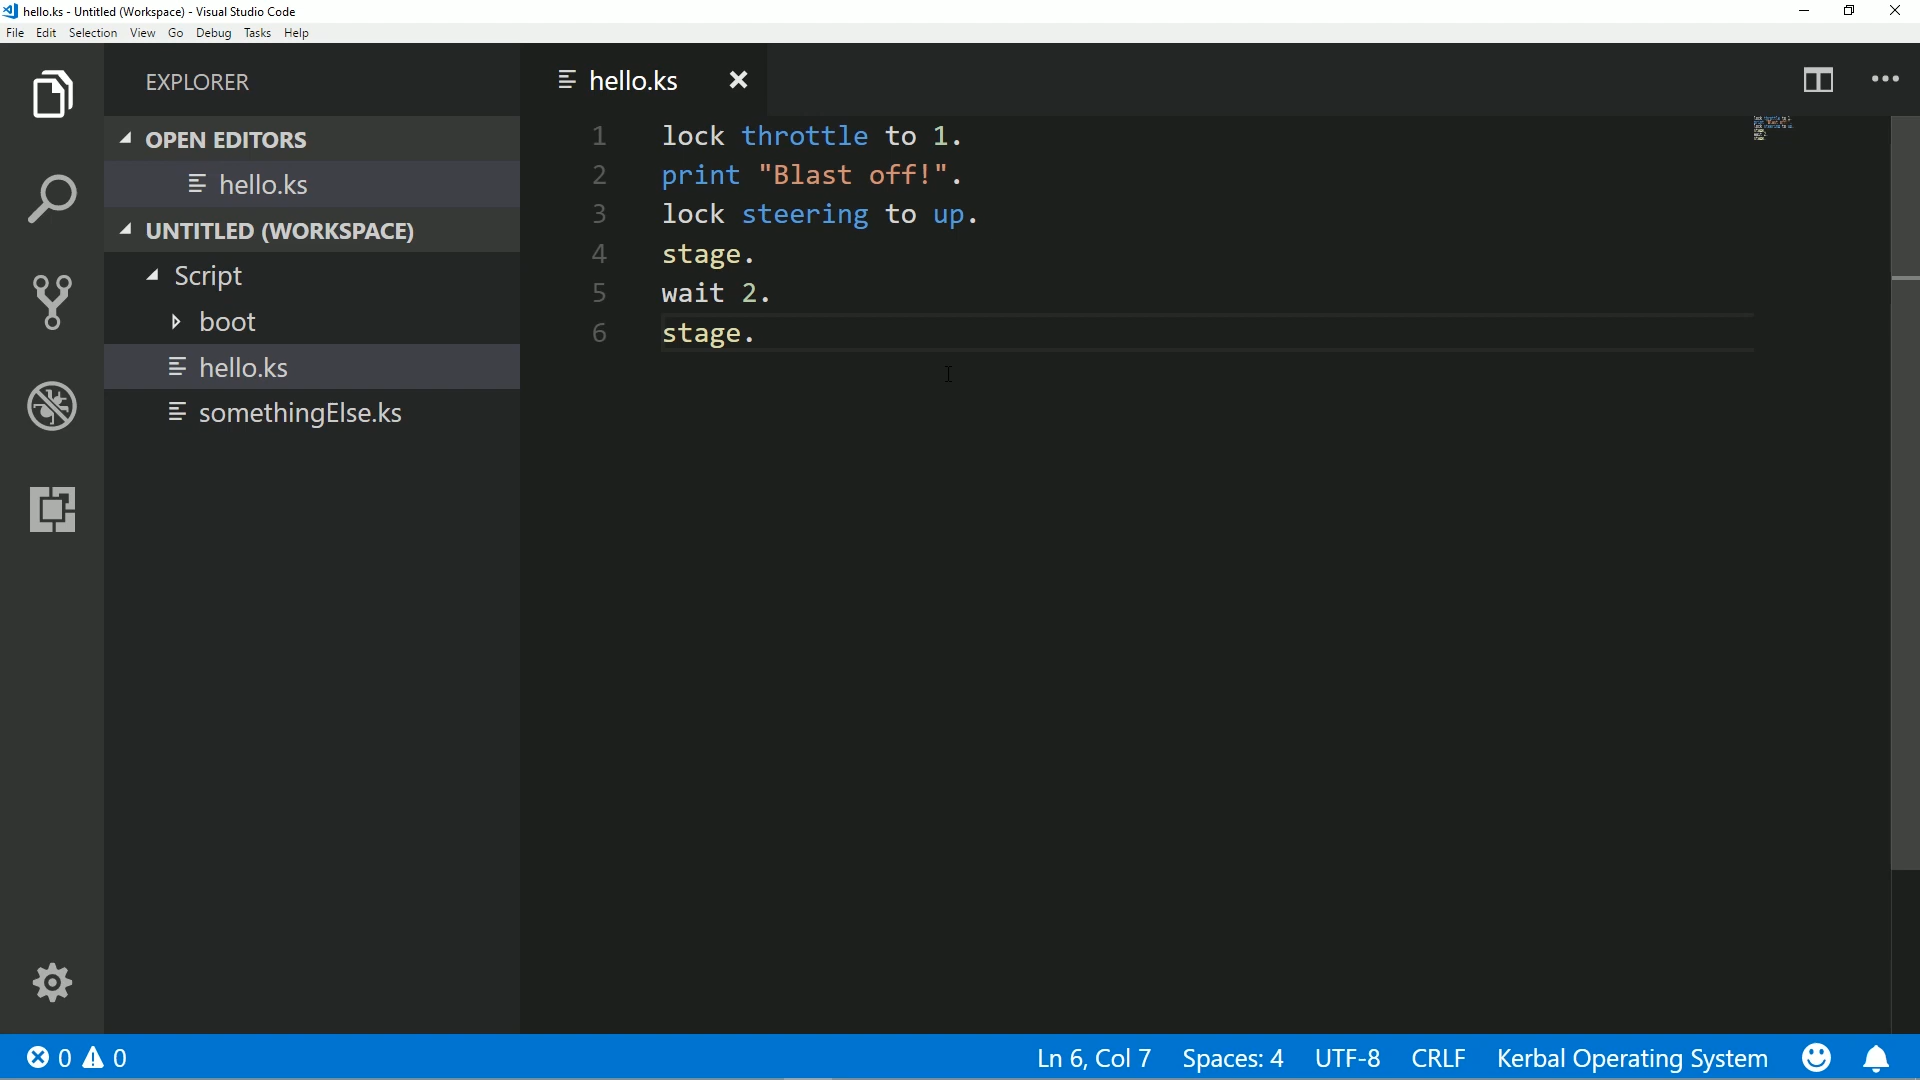 hello.ks - Untitled (Workspace) - Visual Studio Code
File Edit Selection View Go Debug Tasks Help
EXPLORER
OPEN EDITORS
hello.ks
UNTITLED (WORKSPACE)
Script
boot
hello.ks
somethingElse.ks
hello.ks
1 lock throttle to 1.
2 print "Blast off!".
3 lock steering to up.
4 stage.
5 wait 2.
6 stage.
0 0 Ln 6, Col 7 Spaces: 4 UTF-8 CRLF Kerbal Operating System